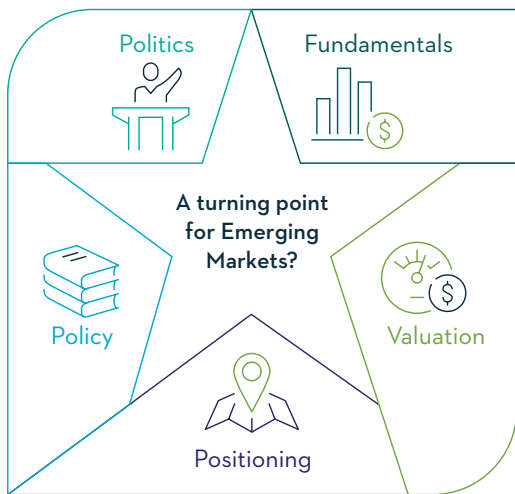 Politics
Fundamentals
$
A turning point
for Emerging
Markets?
$
Policy
Valuation
Positioning